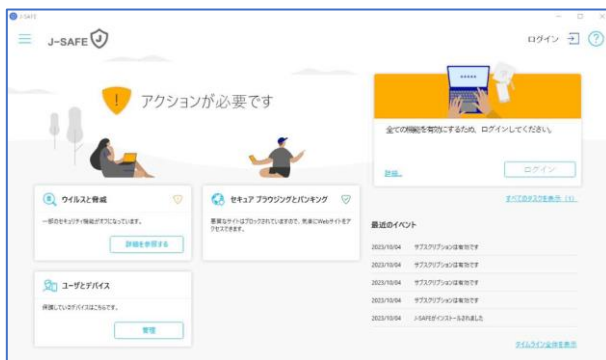 J-SAFE
J-SAFE
ログイン
アクションが必要です
全ての機能を有効にするため、ログインしてください。
詳細...
ログイン
すべてのタスクを表示 (1)
ウイルスと脅威
一部のセキュリティ機能がオフになっています。
詳細を参照する
セキュア ブラウジングとバンキング
悪質なサイトはブロックされていますので、気楽にWebサイトをア
クセスできます。
ユーザとデバイス
保護しているデバイスはこちらです。
管理
最近のイベント
2023/10/04 サブスクリプションは有効です
2023/10/04 サブスクリプションは有効です
2023/10/04 サブスクリプションは有効です
2023/10/04 サブスクリプションは有効です
2023/10/04 J-SAFEがインストールされました
タイムライン全体を表示